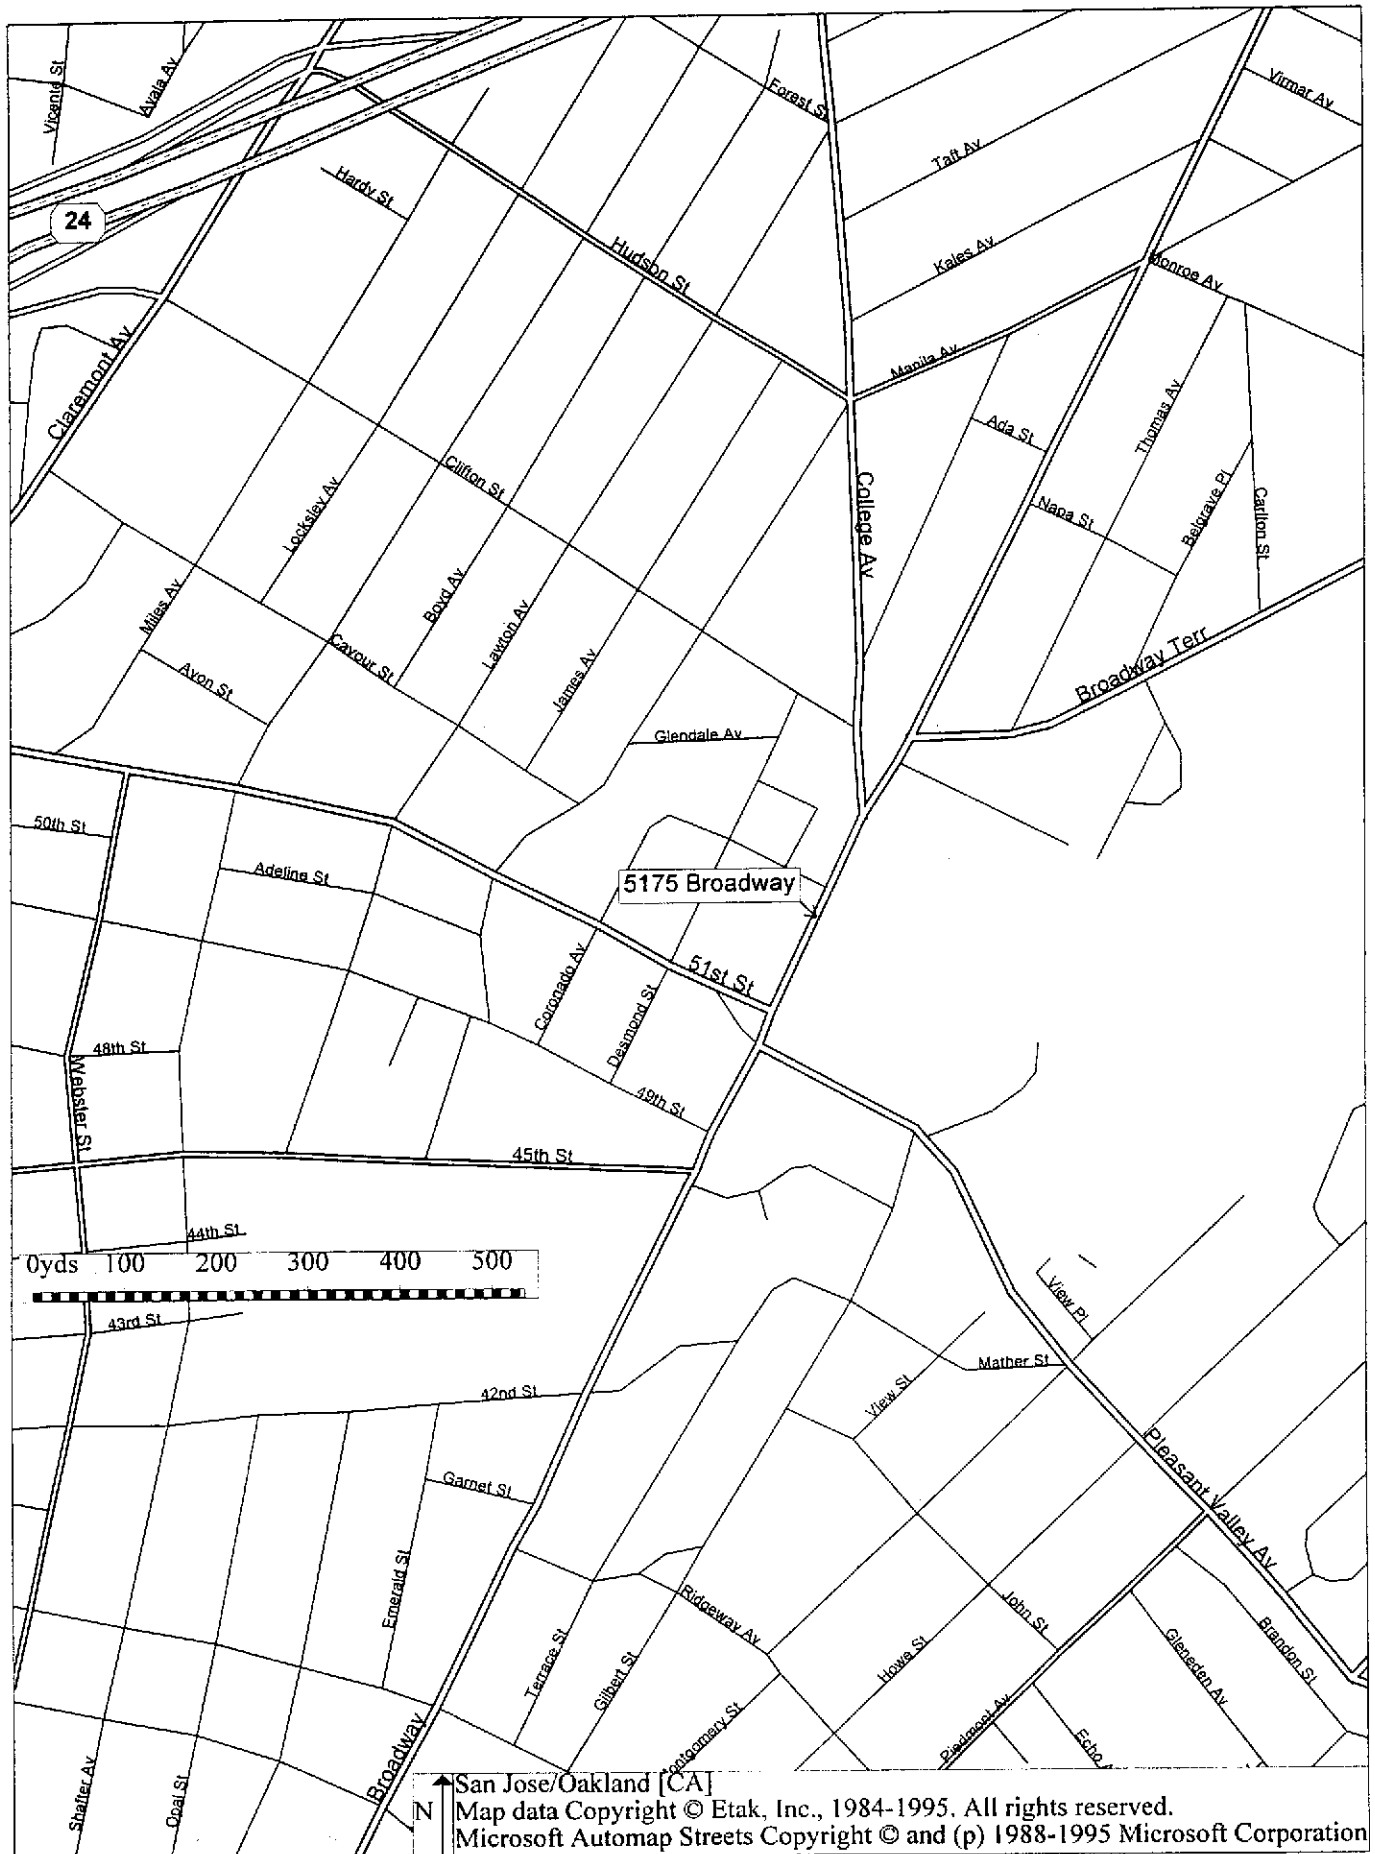 Vicente St
Ayala Av
Forest St
Virmar Av
Taft Av
Hardy St
24
Hudson St
Kales Av
Monroe Av
Claremont Av
Manila Av
Thomas Av
Ada St
Clifton St
College Av
Napa St
Belgrave Pl
Carlton St
Locksley Av
Miles Av
Boyd Av
Lawton Av
Cavour St
James Av
Avon St
Broadway Terr
Glendale Av
50th St
Adeline St
5175 Broadway
51st St
Coronado Av
Desmond St
48th St
Webster St
49th St
45th St
44th St
0yds 100 200 300 400 500
View Pl
43rd St
Mather St
42nd St
View St
Pleasant Valley Av
Garnet St
Emerald St
Ridgeway Av
John St
Terrace St
Gilbert St
Howe St
Gleneden Av
Brandon St
Piedmont Av
ontgomery St
Echo A
Shafter Av
Opal St
Broadway
N
San Jose/Oakland [CA]
Map data Copyright © Etak, Inc., 1984-1995. All rights reserved.
Microsoft Automap Streets Copyright © and (p) 1988-1995 Microsoft Corporation